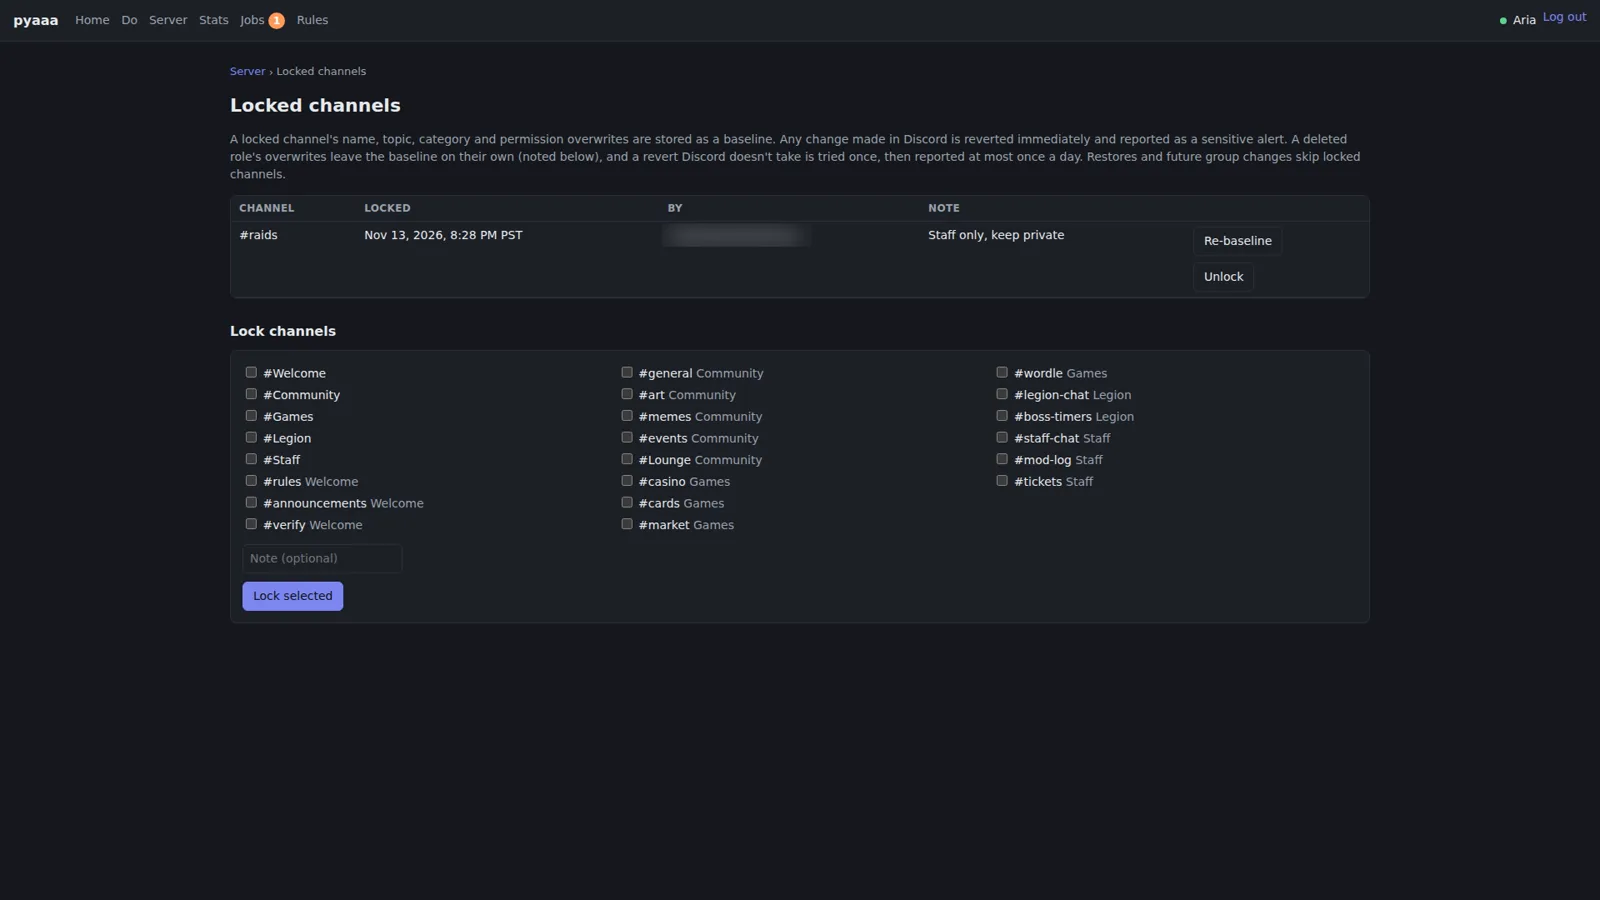 pyaaa Home Do Server Stats Jobs 1 Rules Aria Log out
Server › Locked channels
Locked channels
A locked channel's name, topic, category and permission overwrites are stored as a baseline. Any change made in Discord is reverted immediately and reported as a sensitive alert. A deleted
role's overwrites leave the baseline on their own (noted below), and a revert Discord doesn't take is tried once, then reported at most once a day. Restores and future group changes skip locked
channels.
CHANNEL LOCKED BY NOTE
#raids Nov 13, 2026, 8:28 PM PST Staff only, keep private Re-baseline
Unlock
Lock channels
#Welcome #general Community #wordle Games
#Community #art Community #legion-chat Legion
#Games #memes Community #boss-timers Legion
#Legion #events Community #staff-chat Staff
#Staff #Lounge Community #mod-log Staff
#rules Welcome #casino Games #tickets Staff
#announcements Welcome #cards Games
#verify Welcome #market Games
Note (optional)
Lock selected